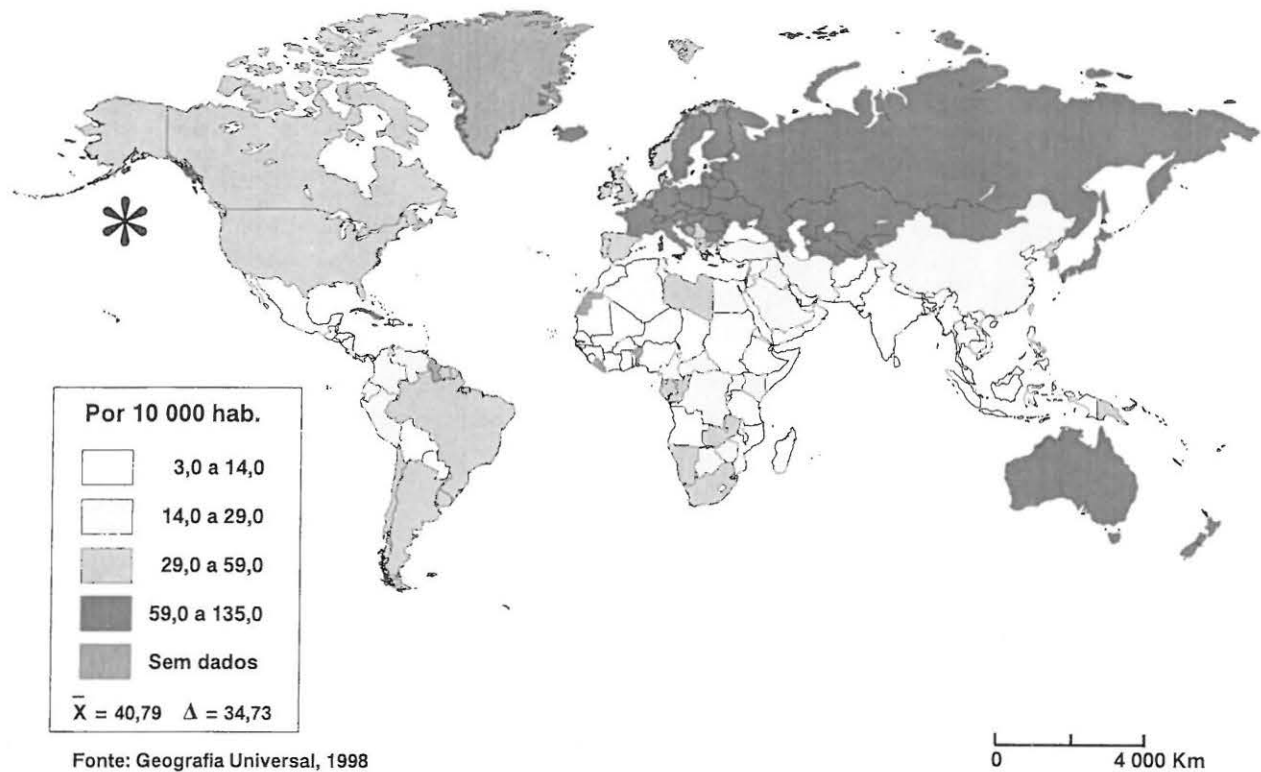 *
Por 10 000 hab.
3,0 a 14,0
14,0 a 29,0
29,0 a 59,0
59,0 a 135,0
Sem dados
X̅ = 40,79 Δ = 34,73
Fonte: Geografia Universal, 1998
0 4 000 Km